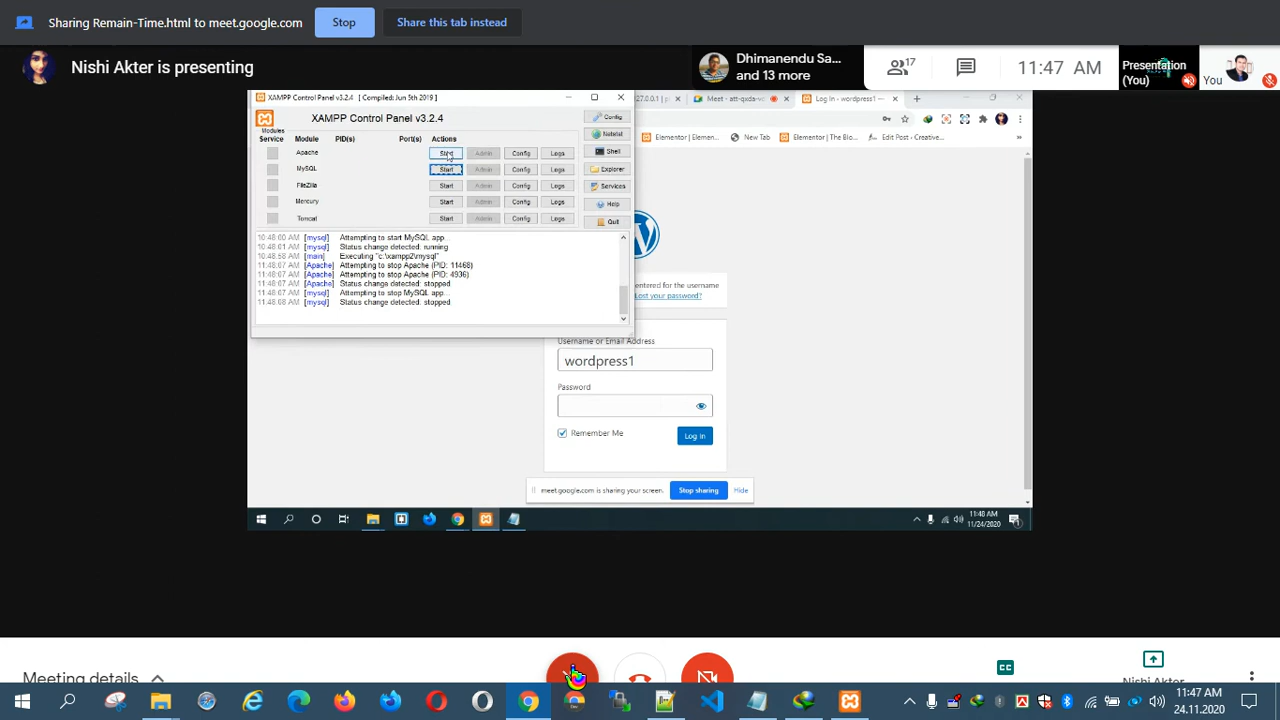 Sharing Remain-Time.html to meet.google.com
Stop
Share this tab instead
Nishi Akter is presenting
Dhimanendu Sa...
and 13 more
17
11:47 AM
Presentation
(You)
You
XAMPP Control Panel v3.2.4 [ Compiled: Jun 5th 2019 ]
XAMPP Control Panel v3.2.4
Modules
Service
Module
PID(s)
Port(s)
Actions
Apache Start Admin Config Logs
MySQL Start Admin Config Logs
FileZilla Start Admin Config Logs
Mercury Start Admin Config Logs
Tomcat Start Admin Config Logs
Config
Netstat
Shell
Explorer
Services
Help
Quit
10:48:00 AM [mysql] Attempting to start MySQL app...
10:48:01 AM [mysql] Status change detected: running
10:48:58 AM [main] Executing "c:\xampp2\mysql"
11:48:07 AM [Apache] Attempting to stop Apache (PID: 11468)
11:48:07 AM [Apache] Attempting to stop Apache (PID: 4936)
11:48:07 AM [Apache] Status change detected: stopped
11:48:07 AM [mysql] Attempting to stop MySQL app...
11:48:08 AM [mysql] Status change detected: stopped
Log In ‹ wordpress1 —
Elementor | Elemen...
New Tab
Elementor | The Blo...
Edit Post ‹ Creative...
entered for the username
Lost your password?
Username or Email Address
wordpress1
Password
Remember Me
Log In
meet.google.com is sharing your screen.
Stop sharing
Hide
11:48 AM
11/24/2020
Meeting details
Nishi Akter
11:47 AM
24.11.2020